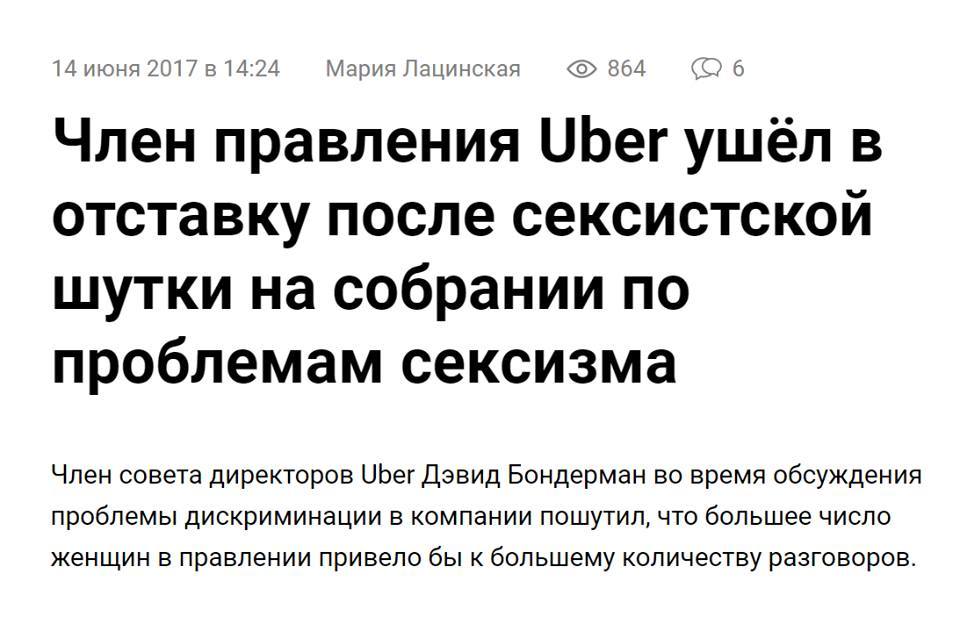 14 июня 2017 в 14:24 Мария Лацинская 864 6
Член правления Uber ушёл в
отставку после сексистской
шутки на собрании по
проблемам сексизма
Член совета директоров Uber Дэвид Бондерман во время обсуждения
проблемы дискриминации в компании пошутил, что большее число
женщин в правлении привело бы к большему количеству разговоров.